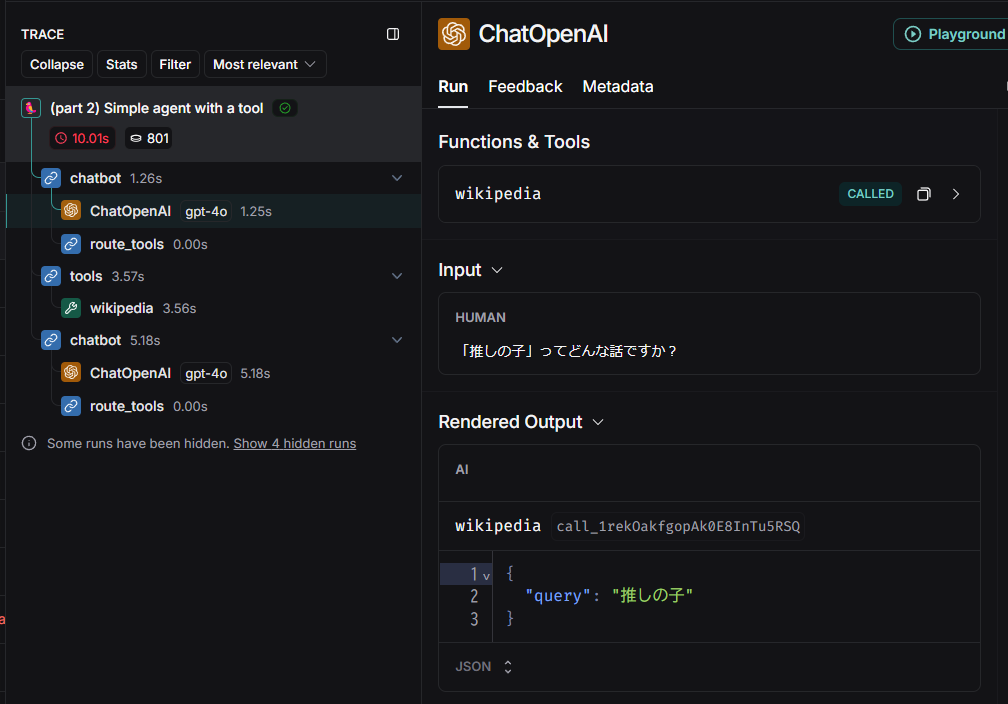 TRACE
Collapse Stats Filter Most relevant
(part 2) Simple agent with a tool
10.01s 801
chatbot 1.26s
ChatOpenAI gpt-4o 1.25s
route_tools 0.00s
tools 3.57s
wikipedia 3.56s
chatbot 5.18s
ChatOpenAI gpt-4o 5.18s
route_tools 0.00s
Some runs have been hidden. Show 4 hidden runs
ChatOpenAI
Playground
Run Feedback Metadata
Functions & Tools
wikipedia CALLED
Input
HUMAN
「推しの子」ってどんな話ですか？
Rendered Output
AI
wikipedia call_1rekOakfgopAk0E8InTu5RSQ
1 {
2 "query": "推しの子"
3 }
JSON